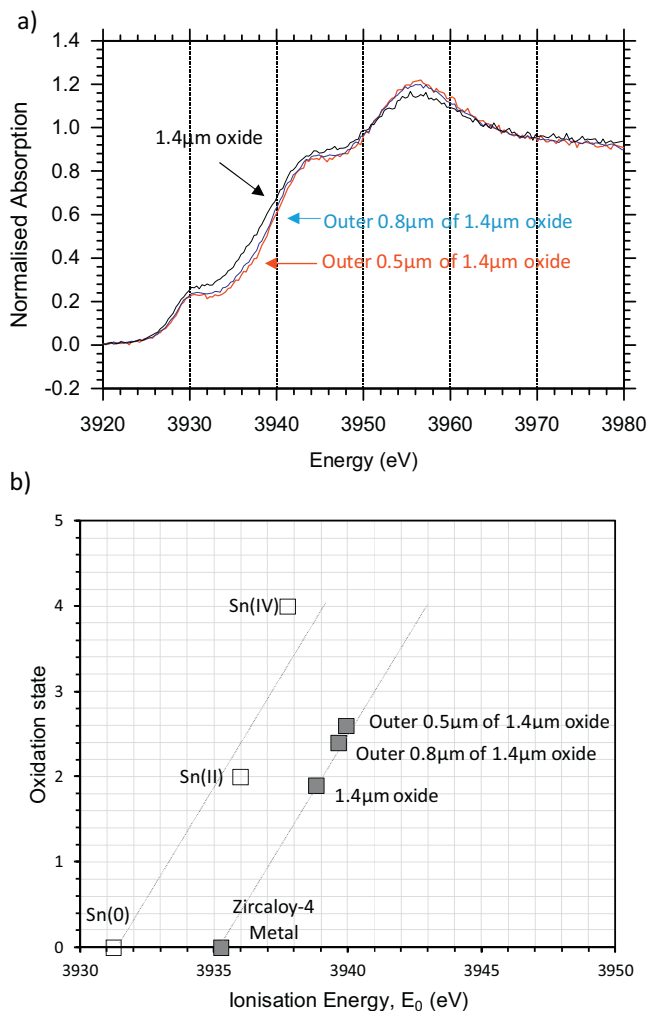 a)
1.4
1.2
1.0
0.8
0.6
0.4
0.2
0.0
-0.2
Normalised Absorption
1.4µm oxide
Outer 0.8µm of 1.4µm oxide
Outer 0.5µm of 1.4µm oxide
3920 3930 3940 3950 3960 3970 3980
Energy (eV)
b)
5
4
3
2
1
0
Oxidation state
Sn(IV)
Outer 0.5µm of 1.4µm oxide
Outer 0.8µm of 1.4µm oxide
Sn(II)
1.4µm oxide
Sn(0)
Zircaloy-4
Metal
3930 3935 3940 3945 3950
Ionisation Energy, E₀ (eV)